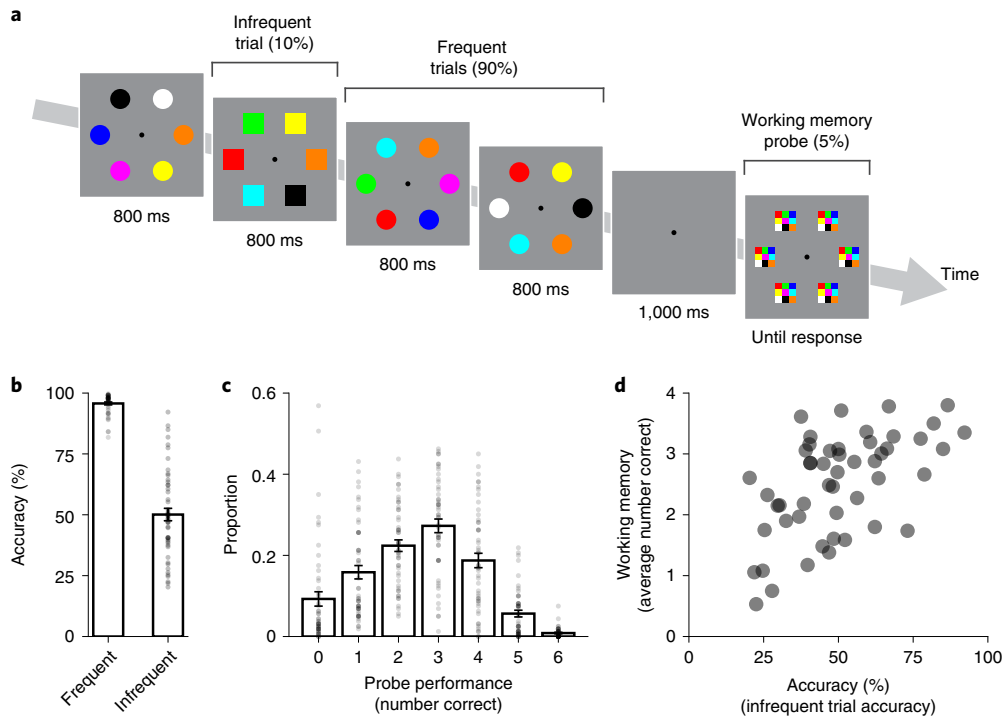 a
Infrequent
trial (10%)
Frequent
trials (90%)
Working memory
probe (5%)
800 ms
800 ms
800 ms
800 ms
1,000 ms
Until response
Time
b
Accuracy (%)
100
75
50
25
0
Frequent
Infrequent
c
Proportion
0.6
0.4
0.2
0
0 1 2 3 4 5 6
Probe performance
(number correct)
d
Working memory
(average number correct)
4
3
2
1
0
0 25 50 75 100
Accuracy (%)
(infrequent trial accuracy)